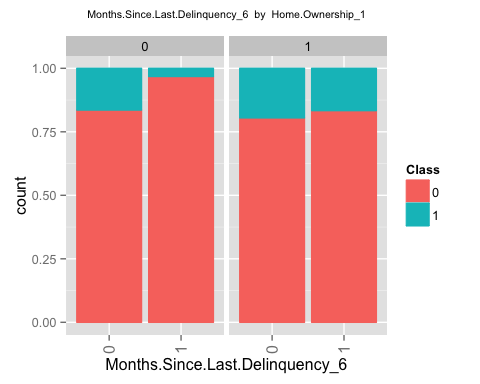 Months.Since.Last.Delinquency_6 by Home.Ownership_1
0 1
1.00
0.75
0.50
0.25
0.00
count
0 1 0 1
Months.Since.Last.Delinquency_6
Class
0
1